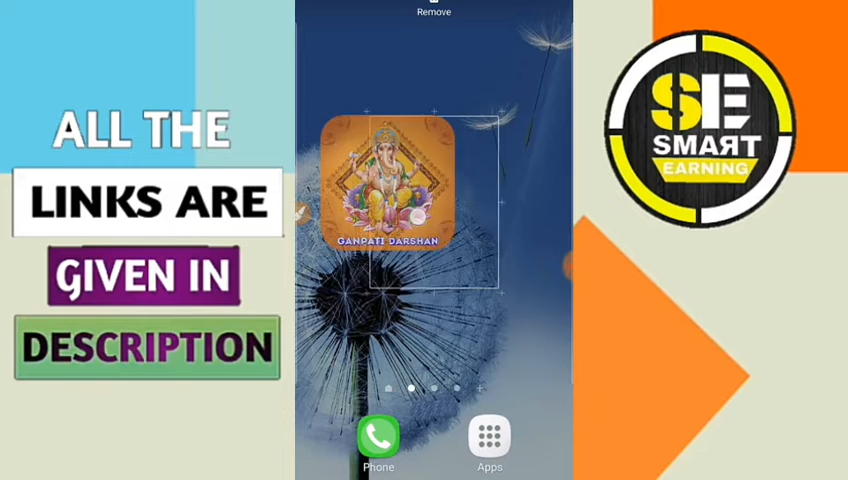 Remove
ALL THE
LINKS ARE
GIVEN IN
DESCRIPTION
GANPATI DARSHAN
Phone
Apps
SE
SMART
EARNING